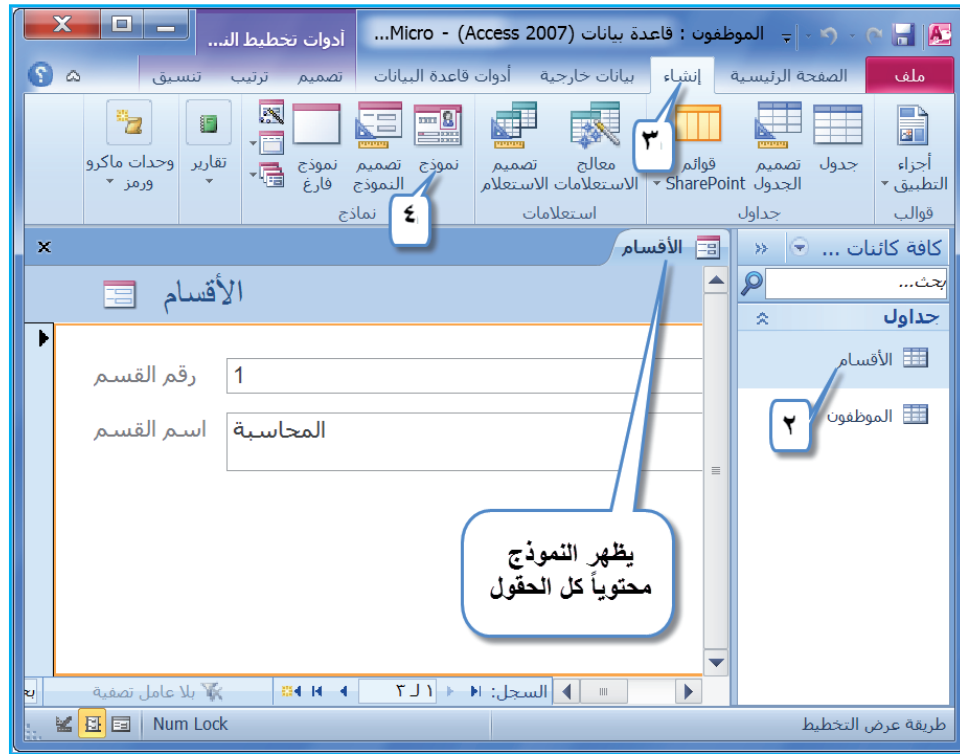 الموظفون : قاعدة بيانات (Access 2007) - Micro...
أدوات تخطيط الند...
ملف
الصفحة الرئيسية
إنشاء
بيانات خارجية
أدوات قاعدة البيانات
تصميم
ترتيب
تنسيق
أجزاء التطبيق
جدول
تصميم الجدول
قوائم SharePoint
معالج الاستعلامات
تصميم الاستعلام
نموذج
تصميم النموذج
نموذج فارغ
تقارير
وحدات ماكرو ورمز
٣
قوالب
جداول
استعلامات
نماذج
٤
كافة كائنات ...
بحث...
جداول
الأقسام
الموظفون
٢
الأقسام
الأقسام
رقم القسم
1
اسم القسم
المحاسبة
يظهر النموذج
محتوياً كل الحقول
السجل: ١ لـ ٣
بلا عامل تصفية
طريقة عرض التخطيط
Num Lock